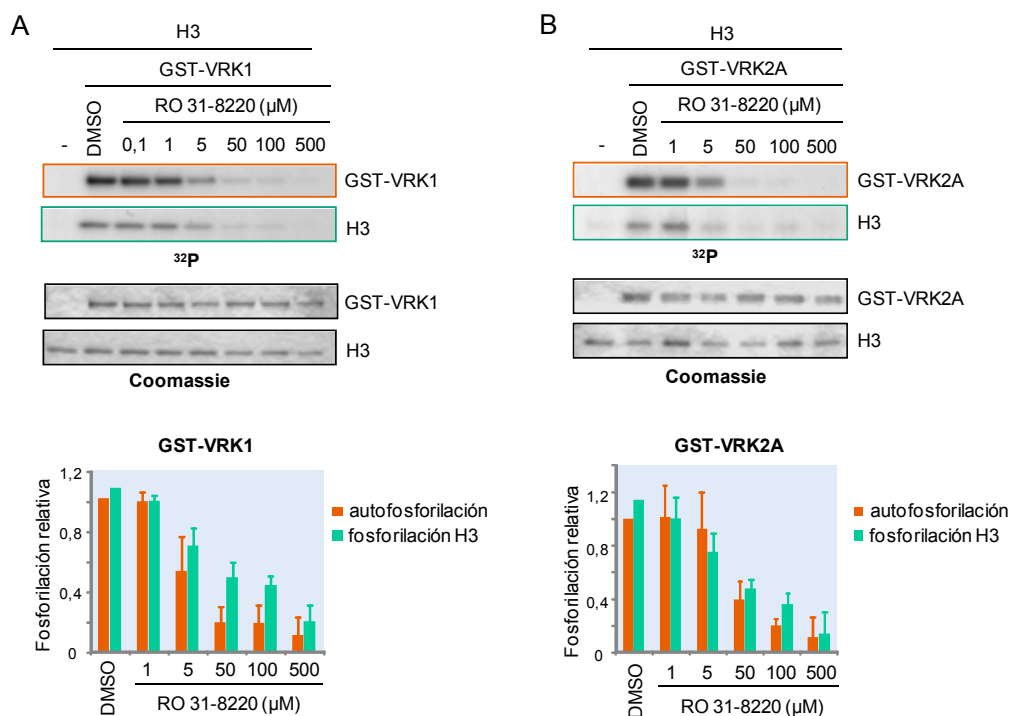 A
H3
GST-VRK1
RO 31-8220 (µM)
- DMSO 0,1 1 5 50 100 500
GST-VRK1
H3
³²P
GST-VRK1
H3
Coomassie
GST-VRK1
Fosforilación relativa
1,2
0,8
0,4
0
autofosforilación
fosforilación H3
DMSO 1 5 50 100 500
RO 31-8220 (µM)
B
H3
GST-VRK2A
RO 31-8220 (µM)
- DMSO 1 5 50 100 500
GST-VRK2A
H3
³²P
GST-VRK2A
H3
Coomassie
GST-VRK2A
Fosforilación relativa
1,2
0,8
0,4
0
autofosforilación
fosforilación H3
DMSO 1 5 50 100 500
RO 31-8220 (µM)